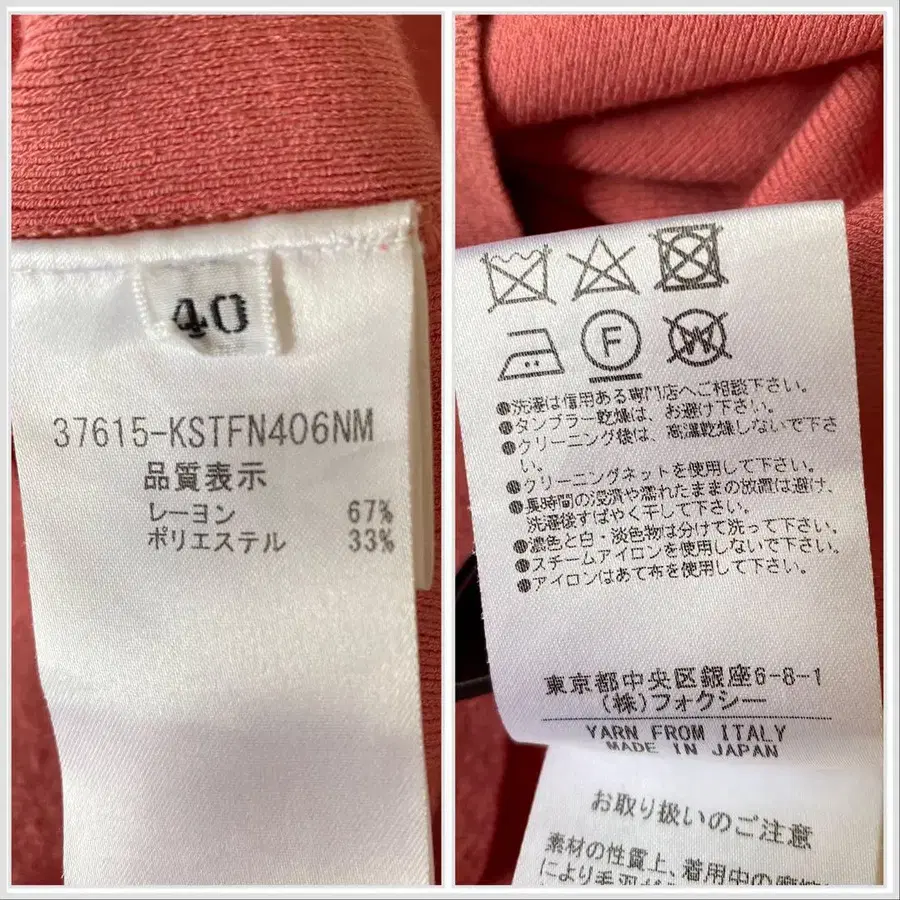 40
37615-KSTFN406NM
品質表示
レーヨン 67%
ポリエステル 33%
F
W
●洗濯は信用ある専門店へご相談下さい。
●タンブラー乾燥は、お避け下さい。
●クリーニング後は、高温乾燥しないで下さ
い。
●クリーニングネットを使用して下さい。
●長時間の浸漬や濡れたままの放置は避け、
洗濯後すばやく干して下さい。
●濃色と白・淡色物は分けて洗って下さい。
●スチームアイロンを使用しないで下さい。
●アイロンはあて布を使用して下さい。
東京都中央区銀座6-8-1
(株)フォクシー
YARN FROM ITALY
MADE IN JAPAN
お取り扱いのご注意
素材の性質上、着用中の摩擦
により毛羽が